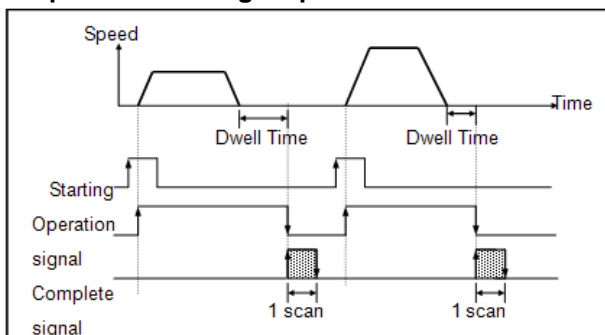 Speed
Time
Dwell Time
Dwell Time
Starting
Operation
signal
Complete
1 scan
1 scan
signal